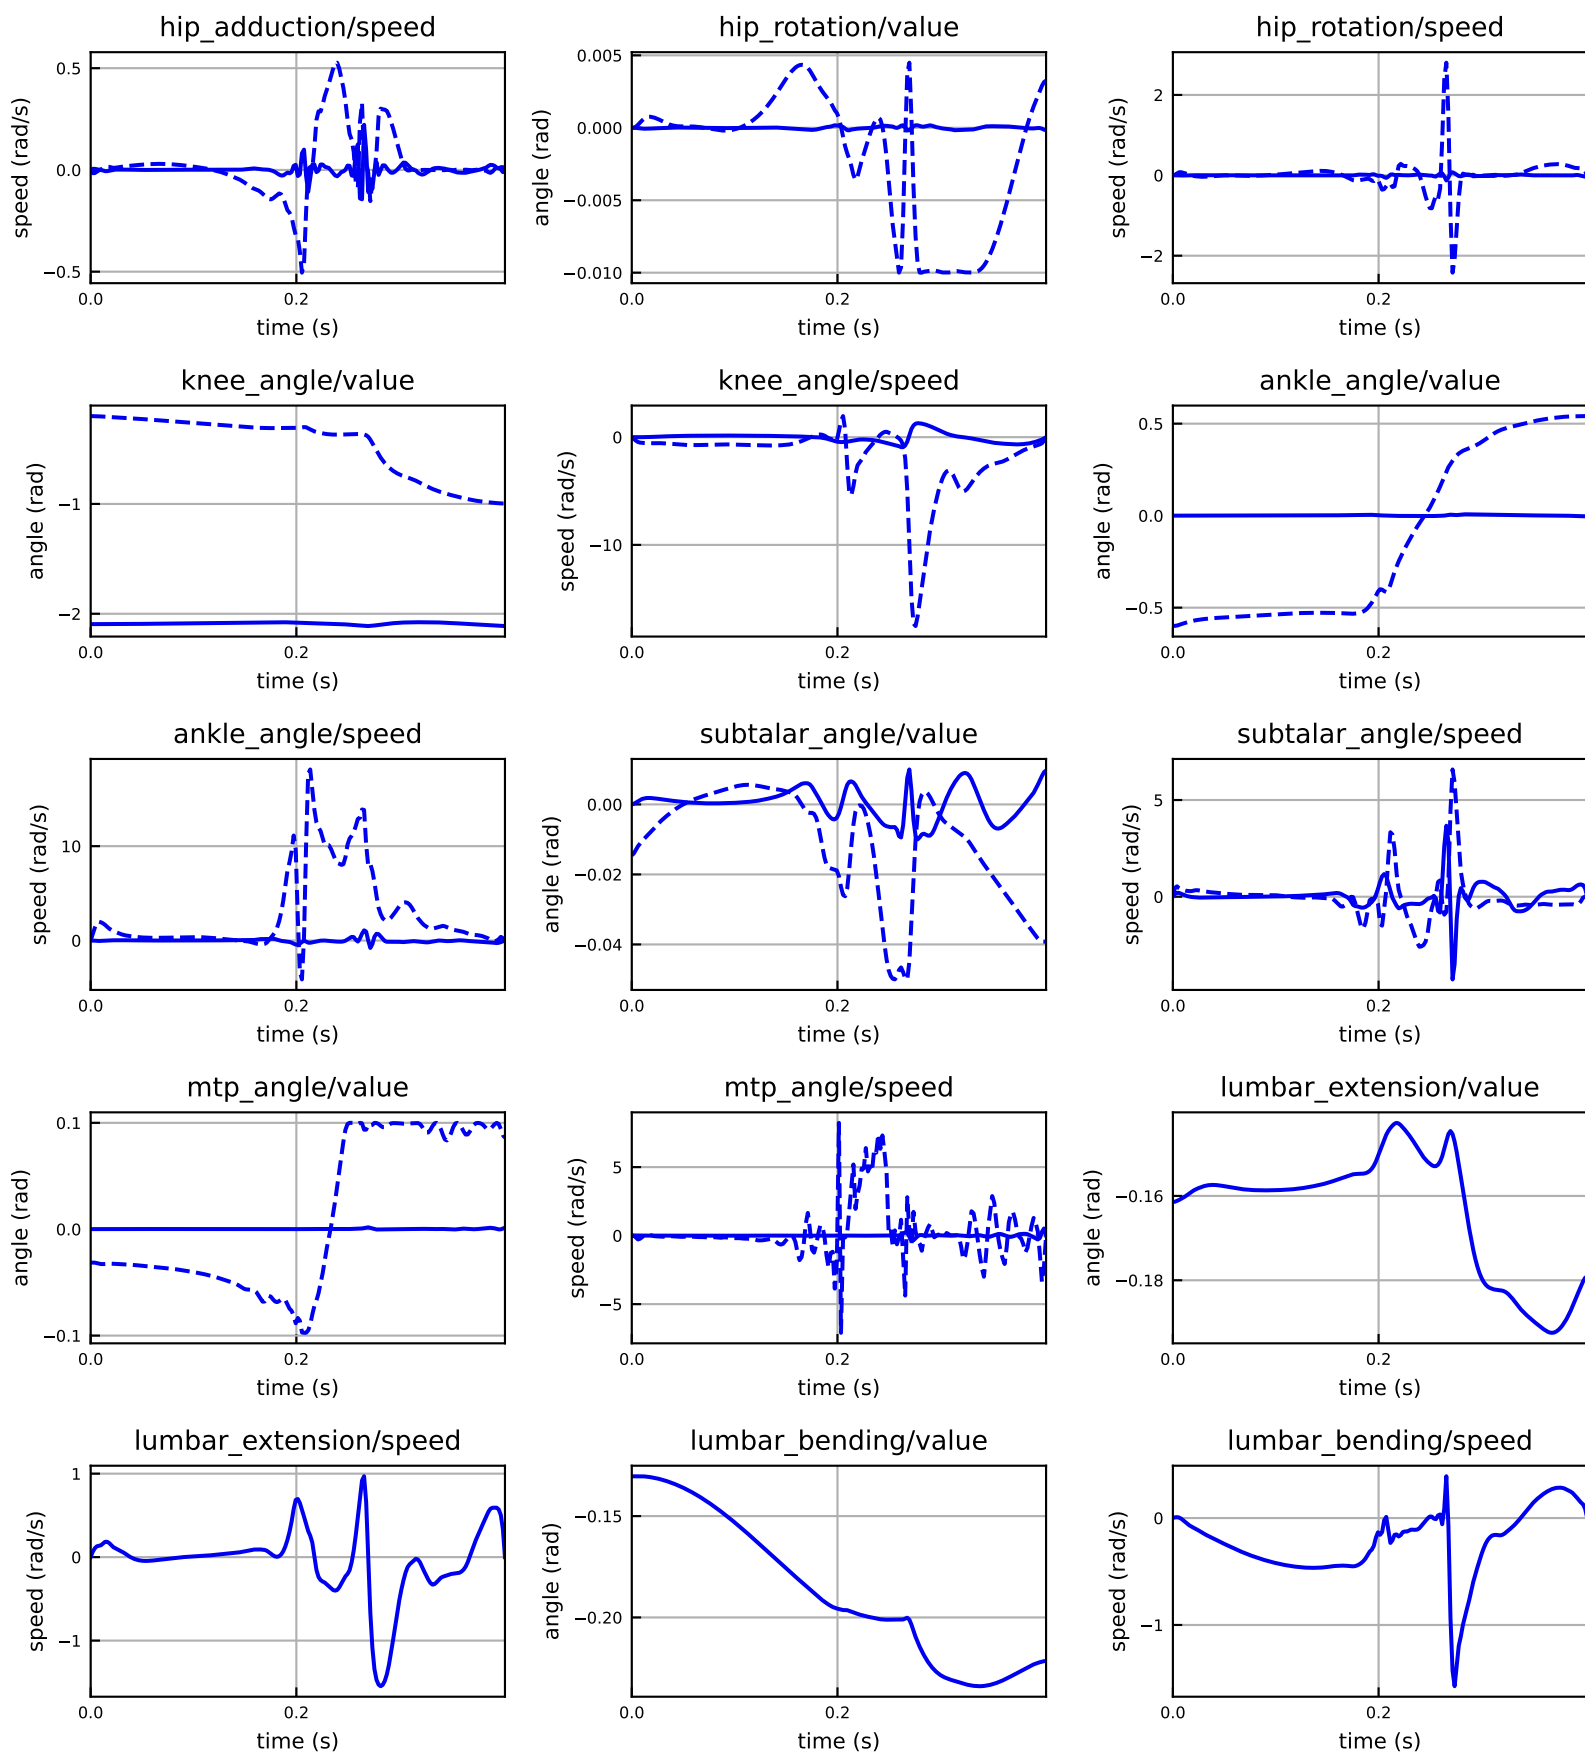 hip_adduction/speed
speed (rad/s)
0.5
0.0
−0.5
0.0
0.2
time (s)
hip_rotation/value
angle (rad)
0.005
0.000
−0.005
−0.010
0.0
0.2
time (s)
hip_rotation/speed
speed (rad/s)
2
0
−2
0.0
0.2
time (s)
knee_angle/value
angle (rad)
−1
−2
0.0
0.2
time (s)
knee_angle/speed
speed (rad/s)
0
−10
0.0
0.2
time (s)
ankle_angle/value
angle (rad)
0.5
0.0
−0.5
0.0
0.2
time (s)
ankle_angle/speed
speed (rad/s)
10
0
0.0
0.2
time (s)
subtalar_angle/value
angle (rad)
0.00
−0.02
−0.04
0.0
0.2
time (s)
subtalar_angle/speed
speed (rad/s)
5
0
0.0
0.2
time (s)
mtp_angle/value
angle (rad)
0.1
0.0
−0.1
0.0
0.2
time (s)
mtp_angle/speed
speed (rad/s)
5
0
−5
0.0
0.2
time (s)
lumbar_extension/value
angle (rad)
−0.16
−0.18
0.0
0.2
time (s)
lumbar_extension/speed
speed (rad/s)
1
0
−1
0.0
0.2
time (s)
lumbar_bending/value
angle (rad)
−0.15
−0.20
0.0
0.2
time (s)
lumbar_bending/speed
speed (rad/s)
0
−1
0.0
0.2
time (s)